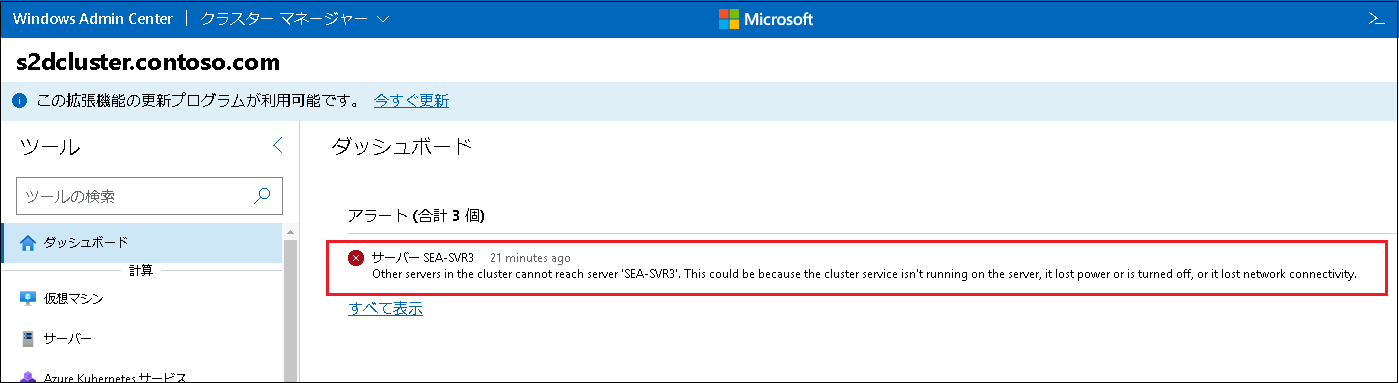 Windows Admin Center | クラスター マネージャー
Microsoft
s2dcluster.contoso.com
この拡張機能の更新プログラムが利用可能です。 今すぐ更新
ツール
ツールの検索
ダッシュボード
計算
仮想マシン
サーバー
Azure Kubernetes サービス
ダッシュボード
アラート (合計 3 個)
サーバー SEA-SVR3 21 minutes ago
Other servers in the cluster cannot reach server 'SEA-SVR3'. This could be because the cluster service isn't running on the server, it lost power or is turned off, or it lost network connectivity.
すべて表示